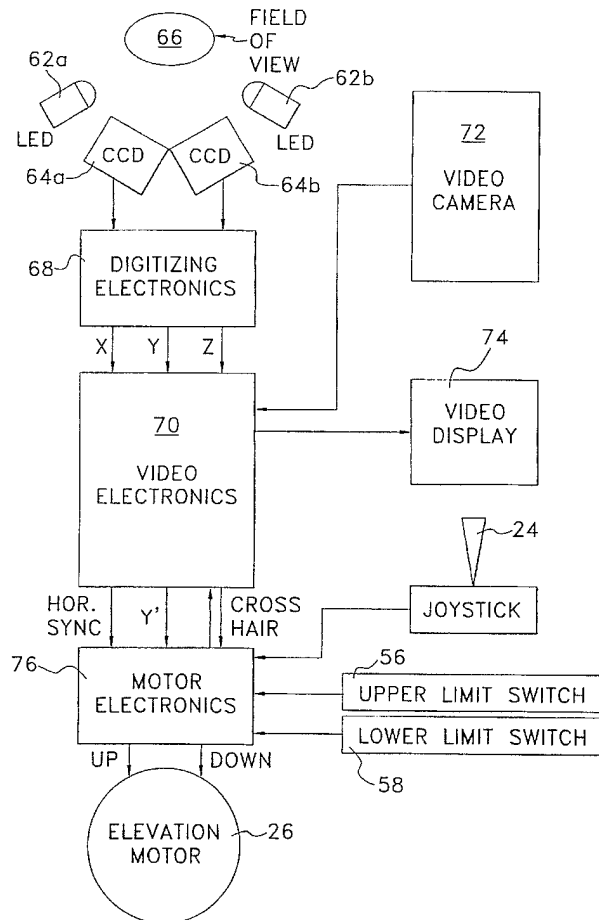 66
FIELD
OF
VIEW
62a
62b
LED
LED
CCD
CCD
64a
64b
72
VIDEO
CAMERA
68
DIGITIZING
ELECTRONICS
X Y Z
74
VIDEO
DISPLAY
70
VIDEO
ELECTRONICS
24
JOYSTICK
HOR.
SYNC
Y'
CROSS
HAIR
76
MOTOR
ELECTRONICS
56
UPPER LIMIT SWITCH
LOWER LIMIT SWITCH
58
UP
DOWN
ELEVATION
MOTOR
26